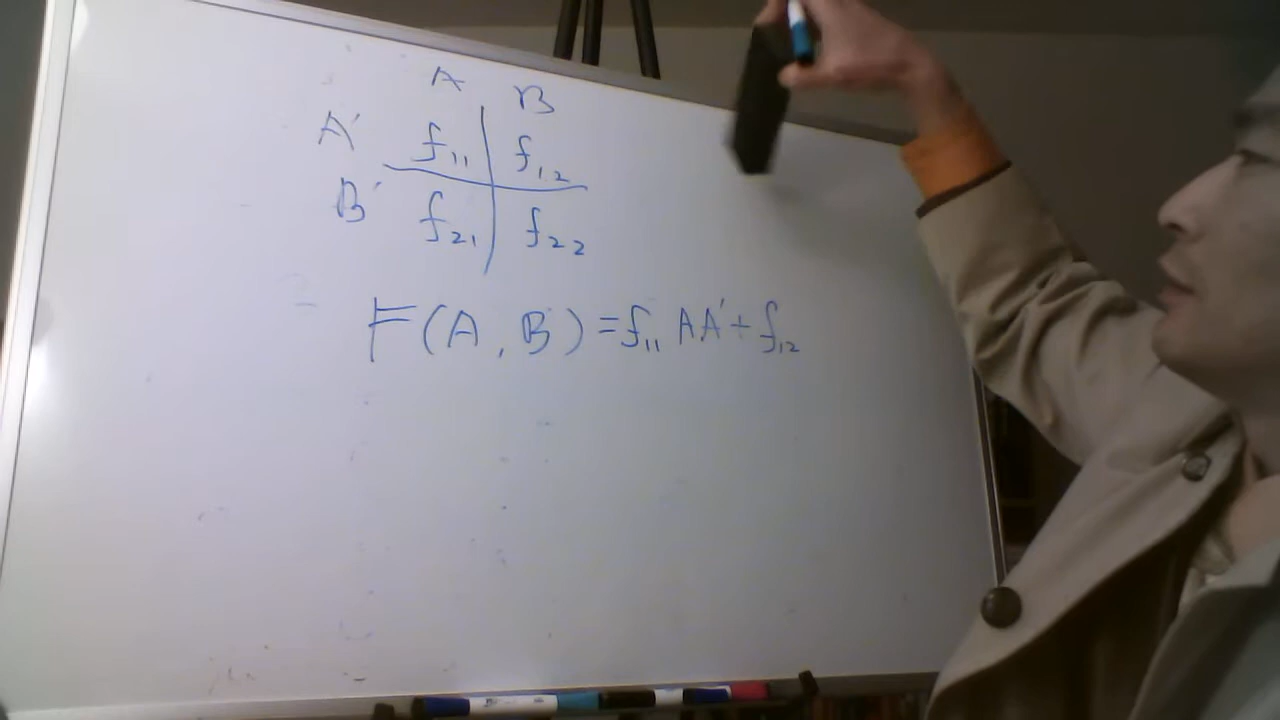 A B
A' f₁₁ f₁₂
B' f₂₁ f₂₂
F(A, B) = f₁₁ AA' + f₁₂